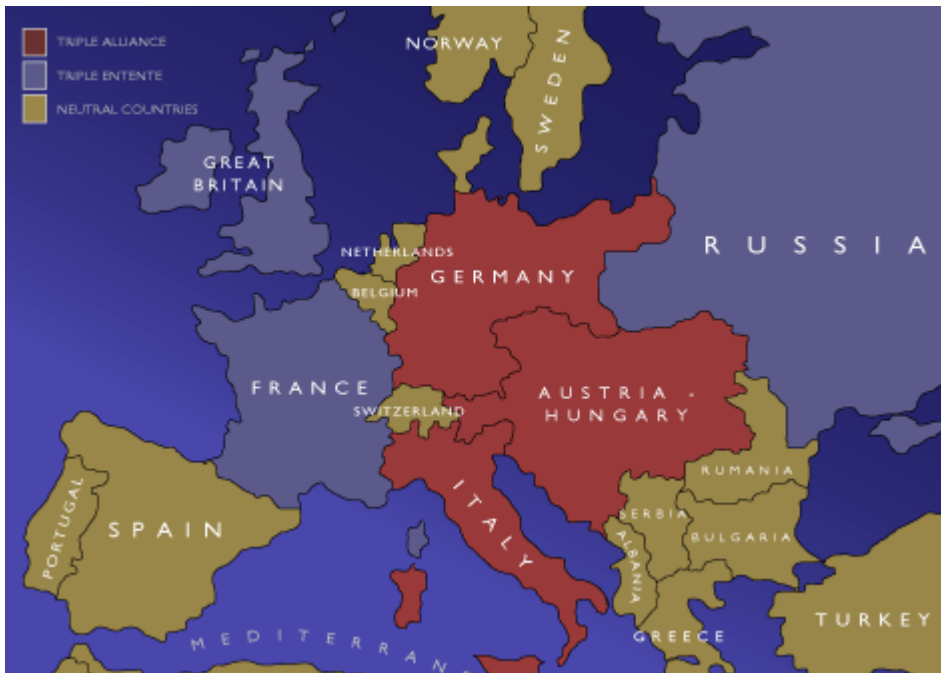 TRIPLE ALLIANCE
TRIPLE ENTENTE
NEUTRAL COUNTRIES
NORWAY
SWEDEN
GREAT
BRITAIN
RUSSIA
NETHERLANDS
GERMANY
BELGIUM
FRANCE
AUSTRIA -
HUNGARY
SWITZERLAND
RUMANIA
ITALY
PORTUGAL
SPAIN
SERBIA
BULGARIA
ALBANIA
TURKEY
GREECE
MEDITERRAN